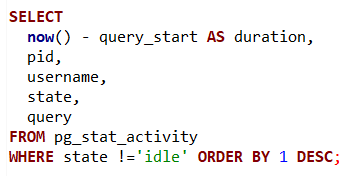 SELECT
now() - query_start AS duration,
pid,
username,
state,
query
FROM pg_stat_activity
WHERE state !='idle' ORDER BY 1 DESC;